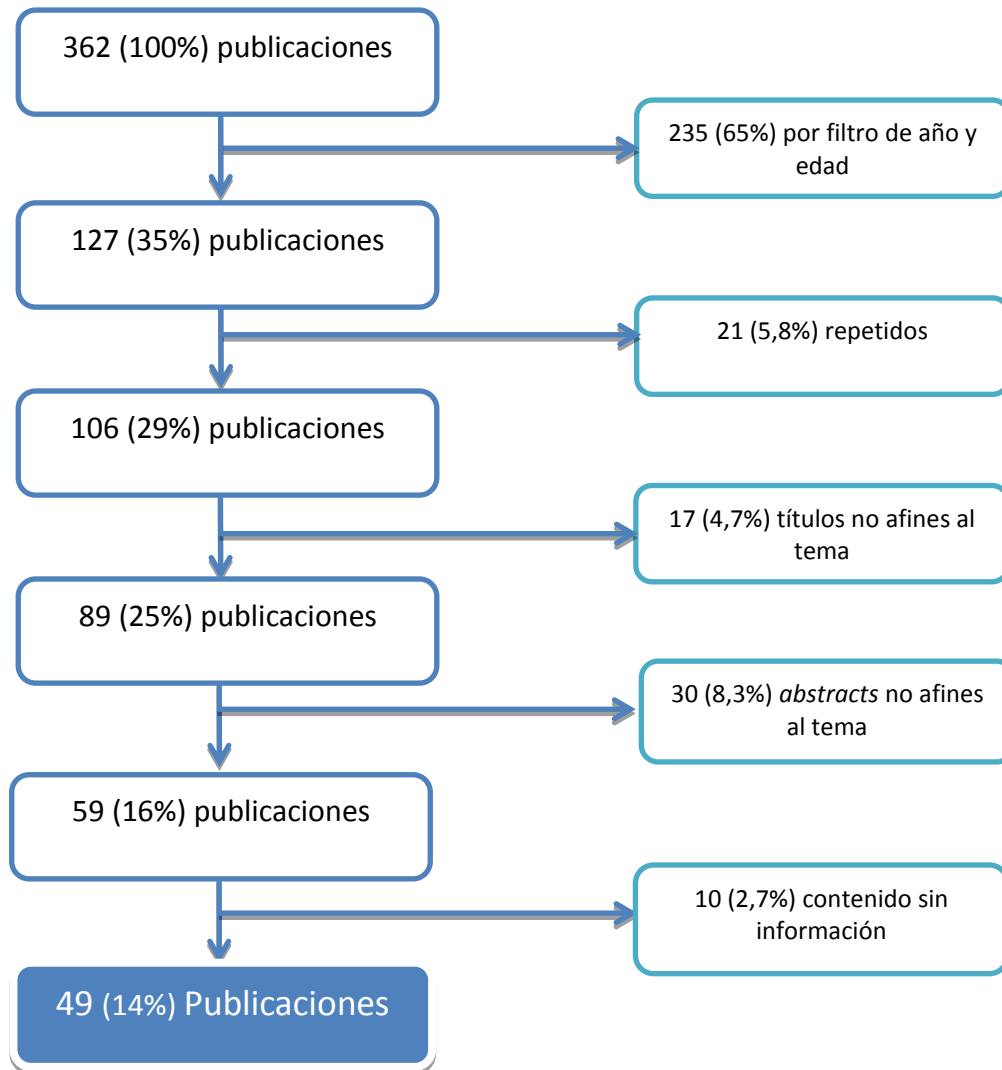 362 (100%) publicaciones
235 (65%) por filtro de año y
edad
127 (35%) publicaciones
21 (5,8%) repetidos
106 (29%) publicaciones
17 (4,7%) títulos no afines al
tema
89 (25%) publicaciones
30 (8,3%) abstracts no afines
al tema
59 (16%) publicaciones
10 (2,7%) contenido sin
información
49 (14%) Publicaciones